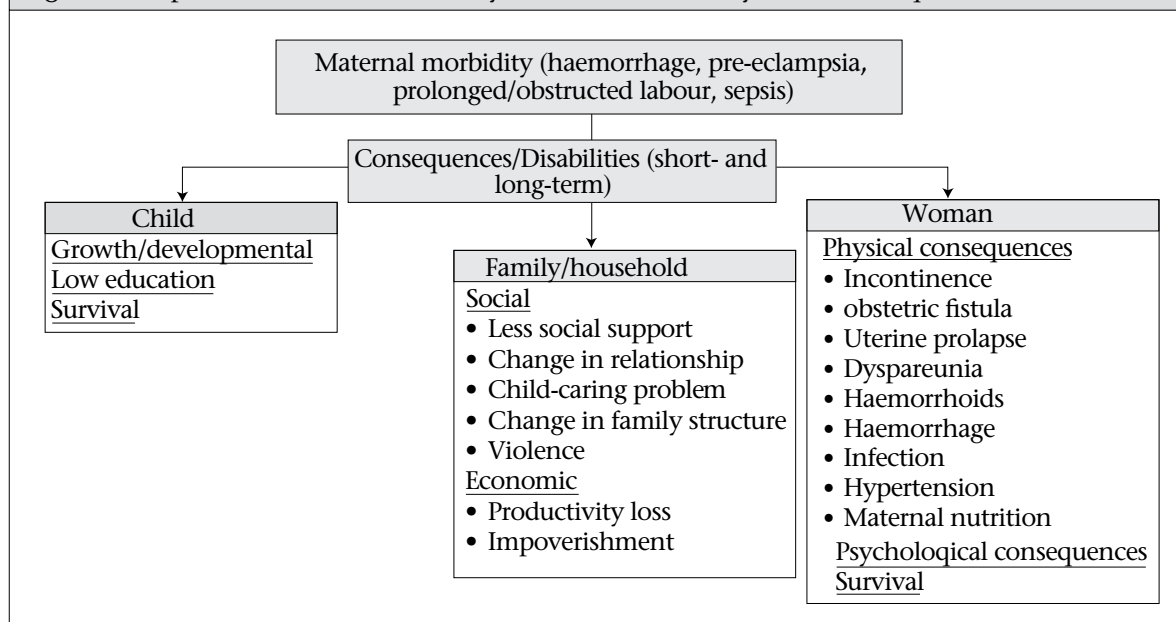 Maternal morbidity (haemorrhage, pre-eclampsia,
prolonged/obstructed labour, sepsis)
Consequences/Disabilities (short- and
long-term)
Child
Growth/developmental
Low education
Survival
Family/household
Social
• Less social support
• Change in relationship
• Child-caring problem
• Change in family structure
• Violence
Economic
• Productivity loss
• Impoverishment
Woman
Physical consequences
• Incontinence
• obstetric fistula
• Uterine prolapse
• Dyspareunia
• Haemorrhoids
• Haemorrhage
• Infection
• Hypertension
• Maternal nutrition
Psychological consequences
Survival